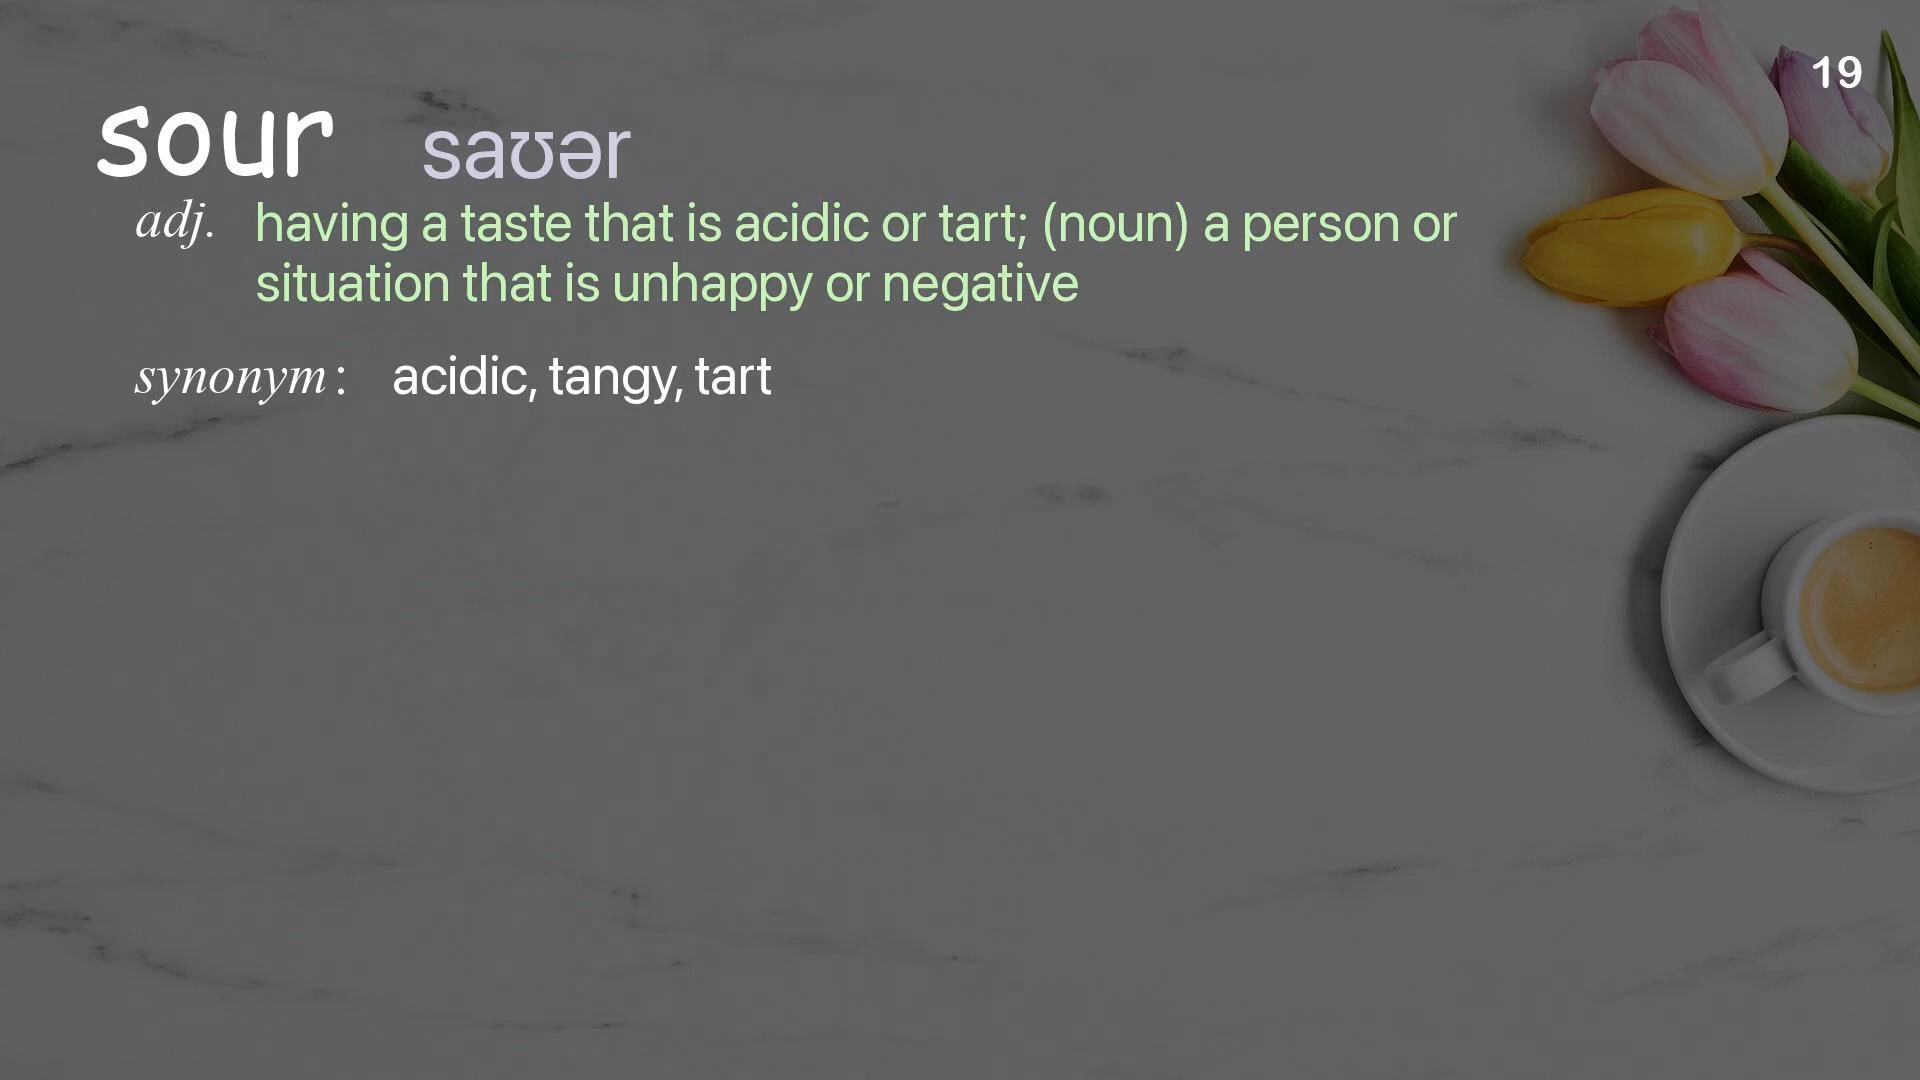 19
sour saʊər
adj. having a taste that is acidic or tart; (noun) a person or
situation that is unhappy or negative
synonym : acidic, tangy, tart